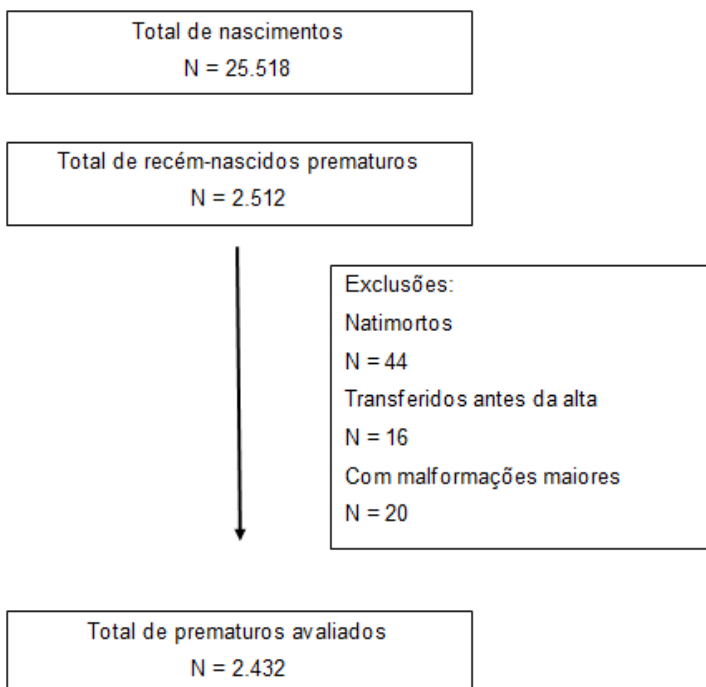 Total de nascimentos
N = 25.518
Total de recém-nascidos prematuros
N = 2.512
Exclusões:
Natimortos
N = 44
Transferidos antes da alta
N = 16
Com malformações maiores
N = 20
Total de prematuros avaliados
N = 2.432